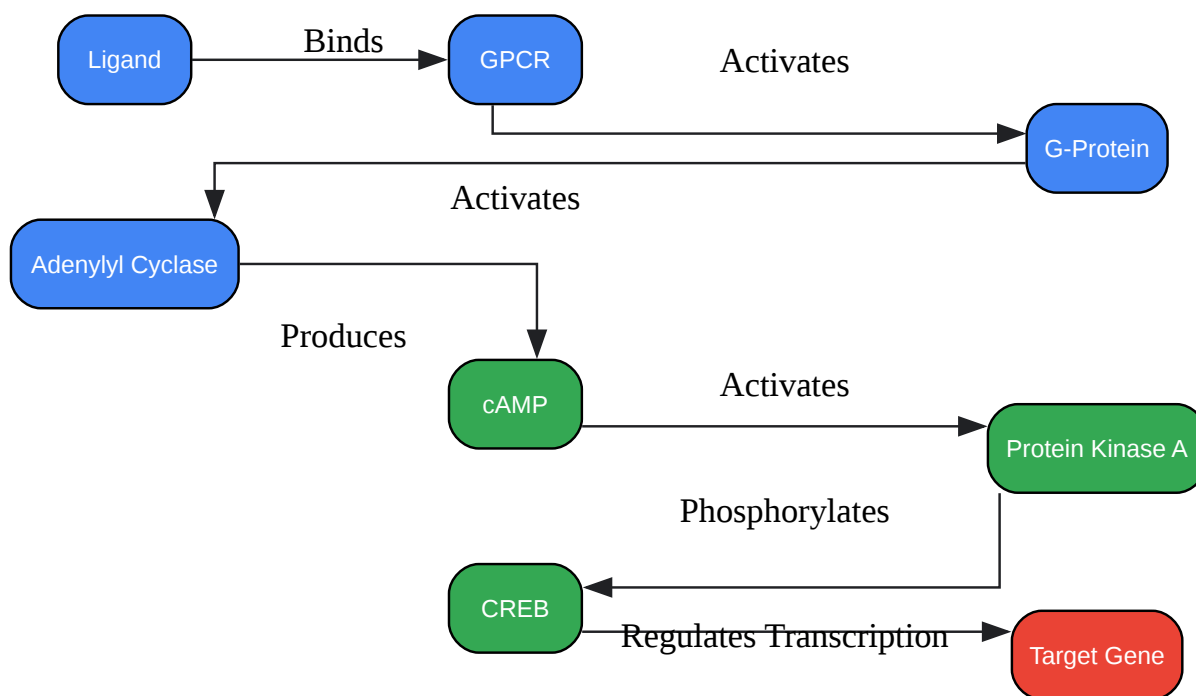 Ligand
Binds
GPCR
Activates
G-Protein
Activates
Adenylyl Cyclase
Produces
cAMP
Activates
Protein Kinase A
Phosphorylates
CREB
Regulates Transcription
Target Gene